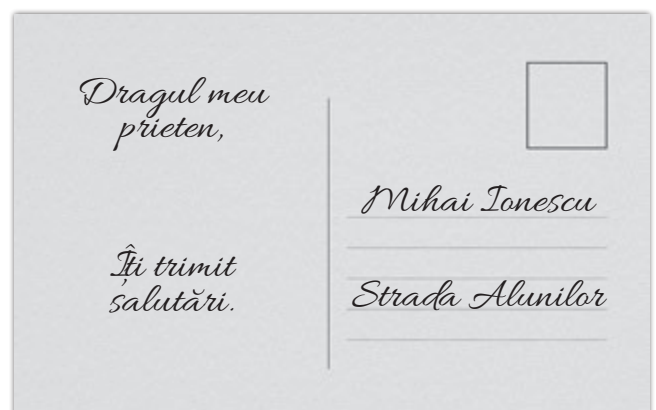 Dragul meu
prieten,
Îți trimit
salutări.
Mihai Ionescu
Strada Alunilor